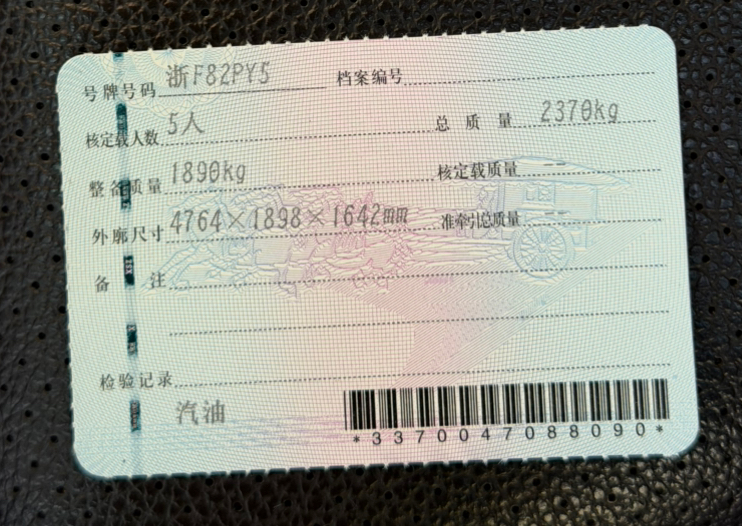 号牌号码 浙F82PY5 档案编号
核定载人数 5人 总质量 2370kg
整备质量 1890kg 核定载质量 --
外廓尺寸 4764×1898×1642mm 准牵引总质量 --
备注
检验记录
汽油
*3370047088090*